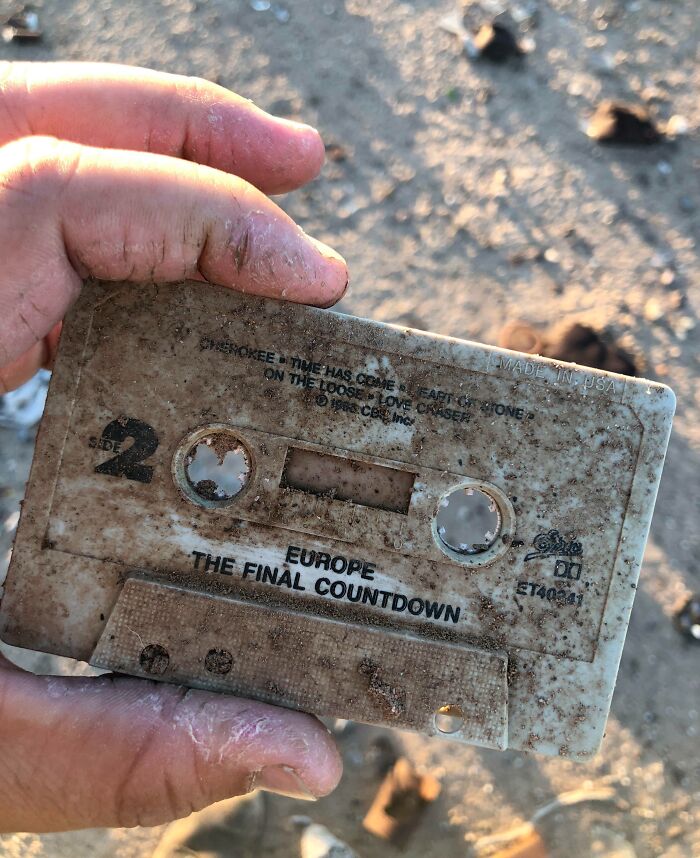 MADE IN USA
CHEROKEE • TIME HAS COME • HEART OF STONE •
ON THE LOOSE • LOVE CHASER
© 1986 CBS Inc.
SIDE 2
Epic
EUROPE
THE FINAL COUNTDOWN
ET40241